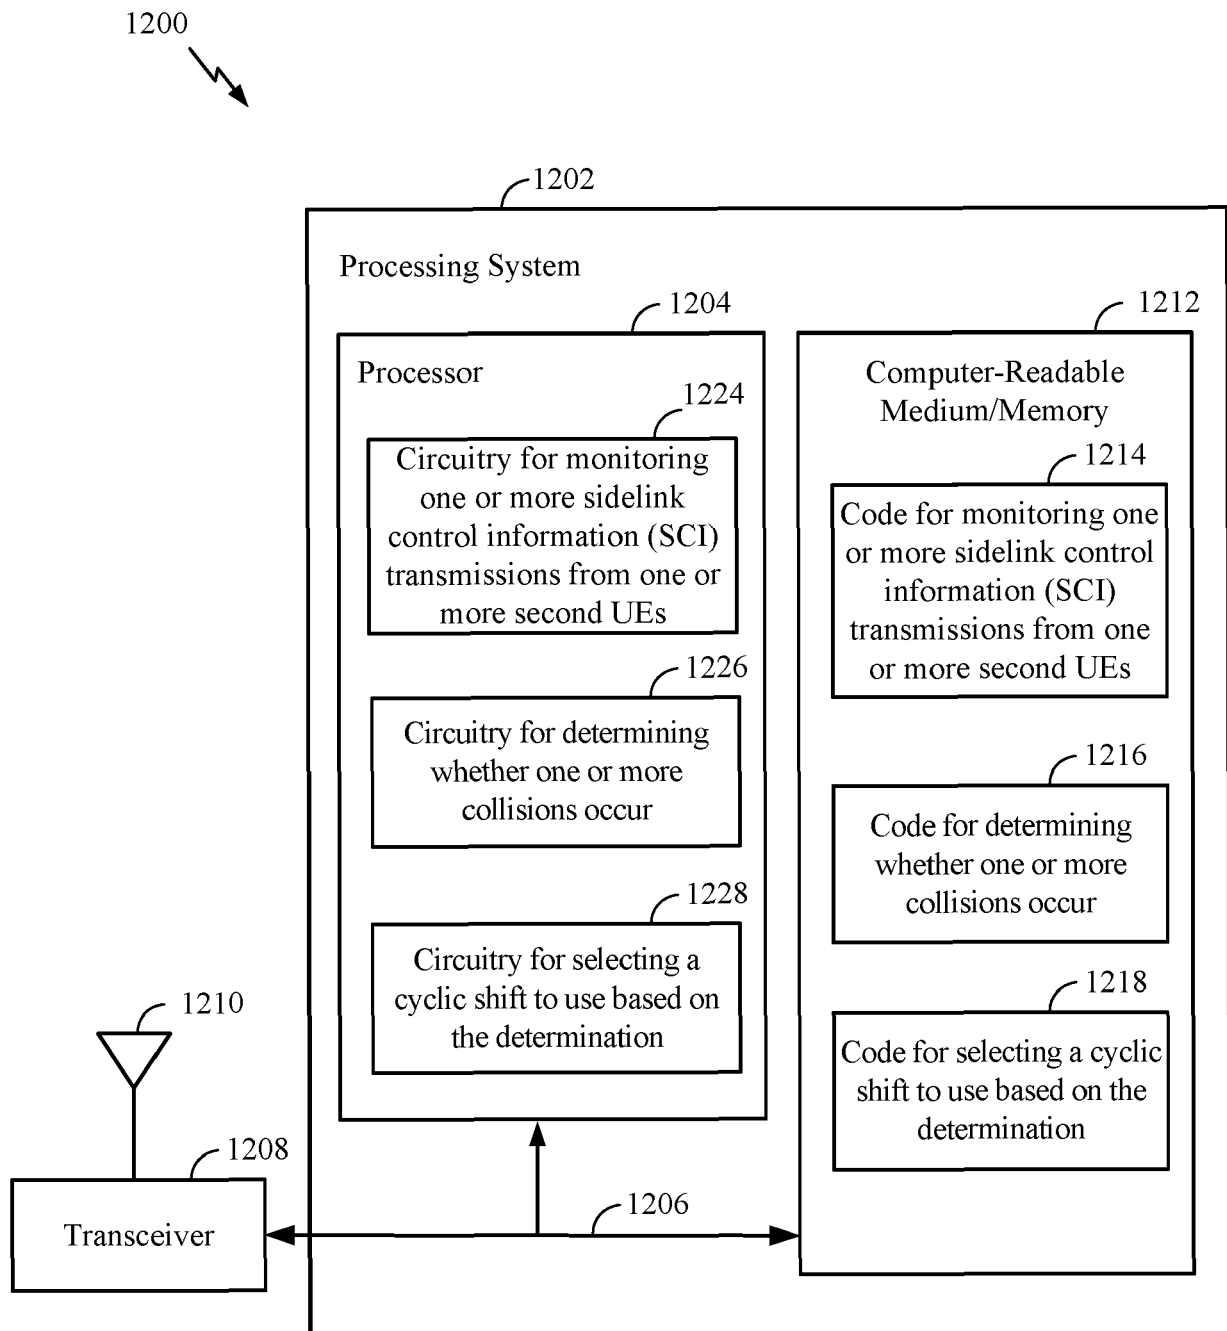 1200
1202
Processing System
1204
Processor
1224
Circuitry for monitoring
one or more sidelink
control information (SCI)
transmissions from one or
more second UEs
1226
Circuitry for determining
whether one or more
collisions occur
1228
Circuitry for selecting a
cyclic shift to use based on
the determination
1212
Computer-Readable
Medium/Memory
1214
Code for monitoring one
or more sidelink control
information (SCI)
transmissions from one
or more second UEs
1216
Code for determining
whether one or more
collisions occur
1218
Code for selecting a cyclic
shift to use based on the
determination
1210
1208
Transceiver
1206